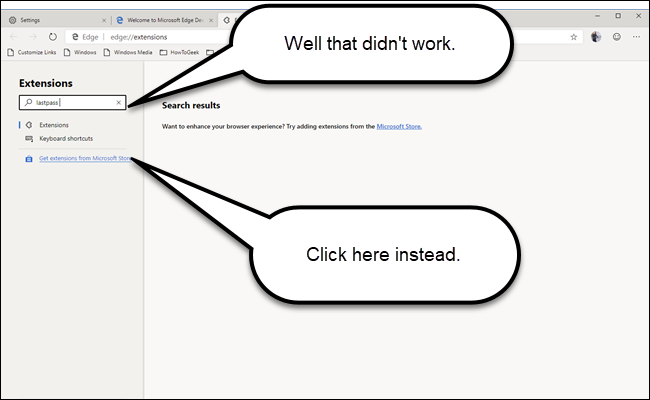 Settings
Welcome to Microsoft Edge De
Edge
edge://extensions
Customize Links
Windows
Windows Media
HowToGeek
Well that didn't work.
Extensions
lastpass
Search results
Extensions
Want to enhance your browser experience? Try adding extensions from the Microsoft Store.
Keyboard shortcuts
Get extensions from Microsoft Store
Click here instead.